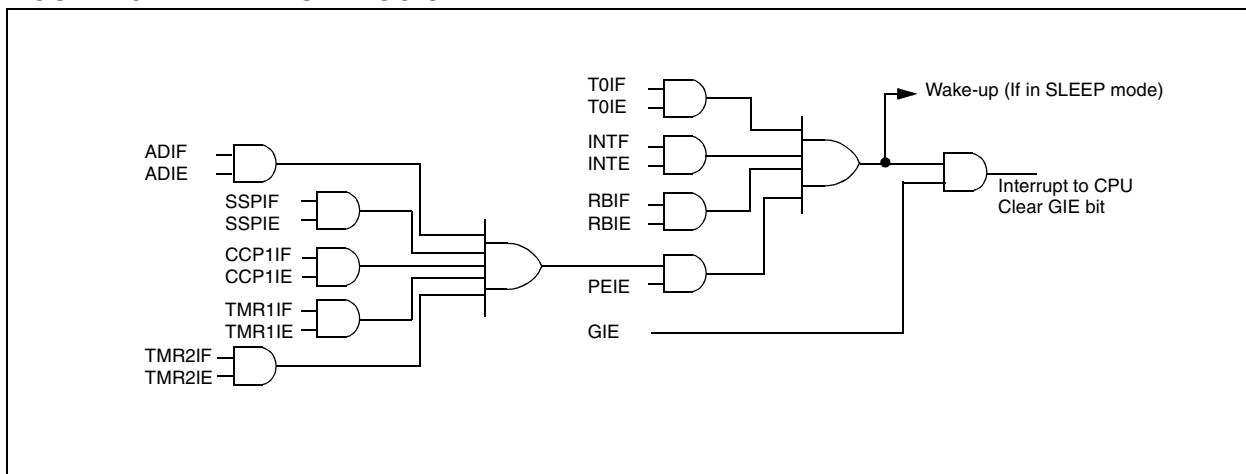 T0IF
T0IE
Wake-up (If in SLEEP mode)
INTF
INTE
ADIF
ADIE
Interrupt to CPU
Clear GIE bit
SSPIF
SSPIE
RBIF
RBIE
CCP1IF
CCP1IE
PEIE
TMR1IF
TMR1IE
GIE
TMR2IF
TMR2IE